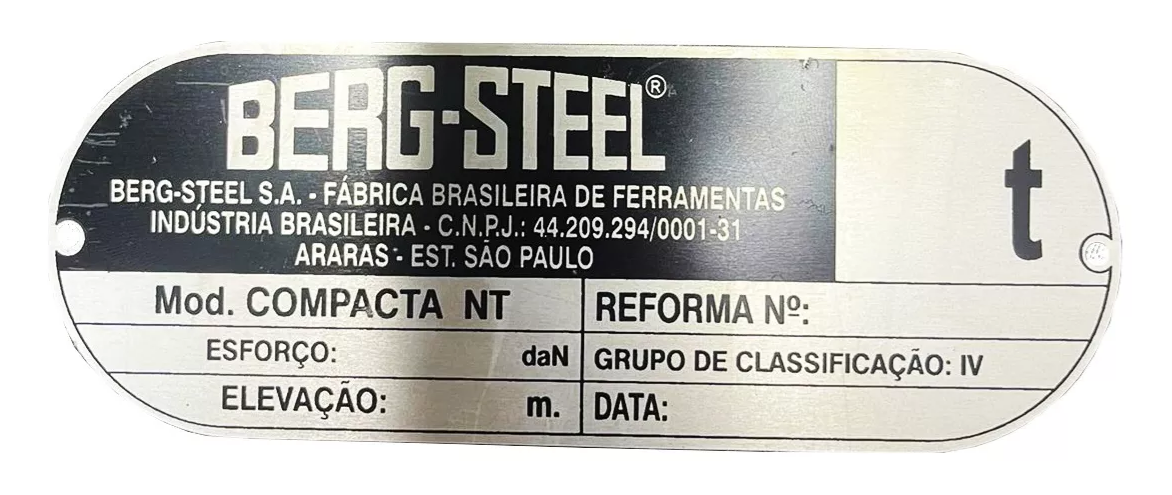 BERG-STEEL®
BERG-STEEL S.A. - FÁBRICA BRASILEIRA DE FERRAMENTAS
INDÚSTRIA BRASILEIRA - C.N.P.J.: 44.209.294/0001-31
ARARAS - EST. SÃO PAULO
t
Mod. COMPACTA NT
REFORMA Nº:
ESFORÇO: daN
GRUPO DE CLASSIFICAÇÃO: IV
ELEVAÇÃO: m.
DATA: